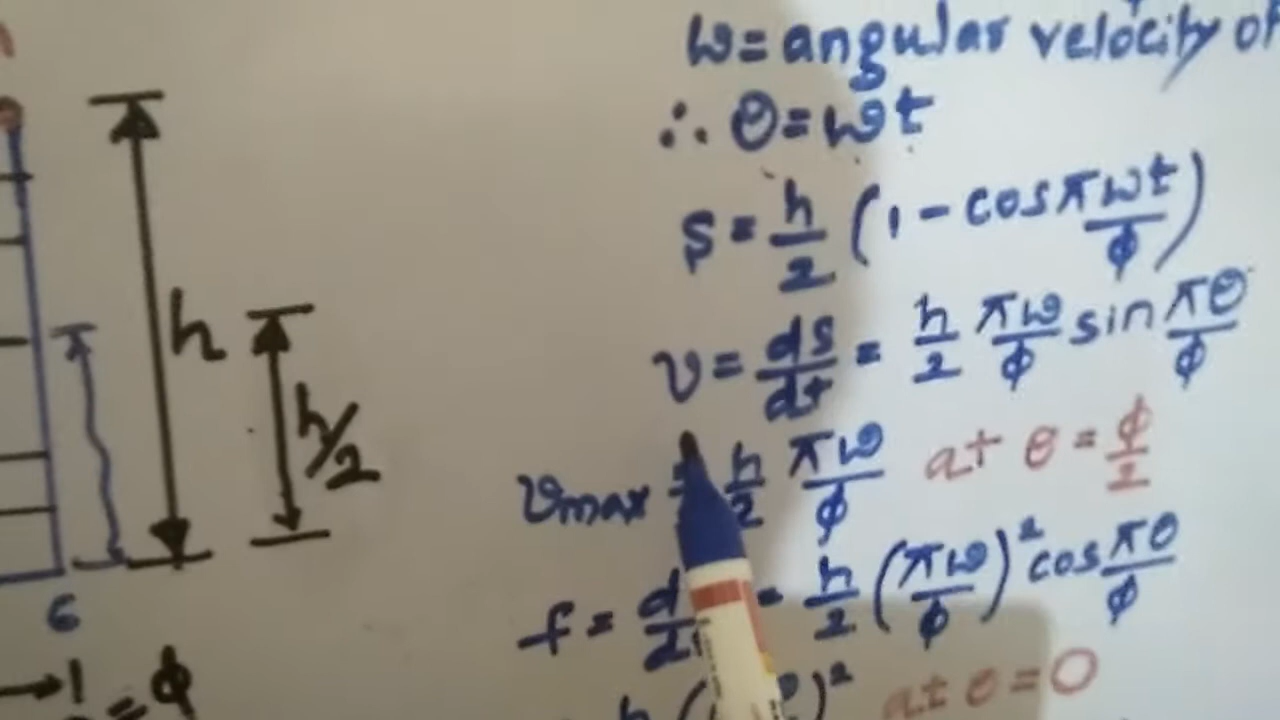 ω = angular velocity of
∴ θ = ωt
S = h/2 (1 - cos πωt/ϕ)
v = ds/dt = h/2 πω/ϕ sin πθ/ϕ
h
h/2
vmax = h/2 πω/ϕ at θ = ϕ/2
f = d = h/2 (πω/ϕ)² cos πθ/ϕ
6
at θ = 0
= ϕ